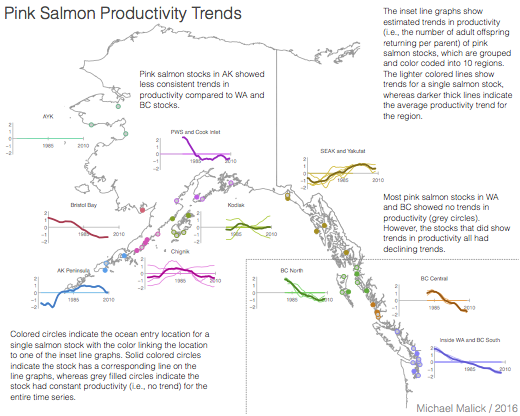 Pink Salmon Productivity Trends
The inset line graphs show
estimated trends in productivity
(i.e., the number of adult offspring
returning per parent) of pink
salmon stocks, which are grouped
and color coded into 10 regions.
The lighter colored lines show
trends for a single salmon stock,
whereas darker thick lines indicate
the average productivity trend for
the region.
Pink salmon stocks in AK showed
less consistent trends in
productivity compared to WA and
BC stocks.
AYK
2
1
0
-1
-2
1985
2010
PWS and Cook Inlet
2
1
0
-1
-2
1985
2010
SEAK and Yakutat
2
1
0
-1
-2
1985
2010
Most pink salmon stocks in WA
and BC showed no trends in
productivity (grey circles).
However, the stocks that did show
trends in productivity all had
declining trends.
Bristol Bay
2
1
0
-1
-2
1985
2010
Kodiak
2
1
0
-1
-2
1985
2010
Chignik
2
1
0
-1
-2
1985
2010
AK Peninsula
2
1
0
-1
-2
1985
2010
BC North
2
1
0
-1
-2
1985
2010
BC Central
2
1
0
-1
-2
1985
2010
Inside WA and BC South
2
1
0
-1
-2
1985
2010
Colored circles indicate the ocean entry location for a
single salmon stock with the color linking the location
to one of the inset line graphs. Solid colored circles
indicate the stock has a corresponding line on the
line graphs, whereas grey filled circles indicate the
stock had constant productivity (i.e., no trend) for the
entire time series.
Michael Malick / 2016